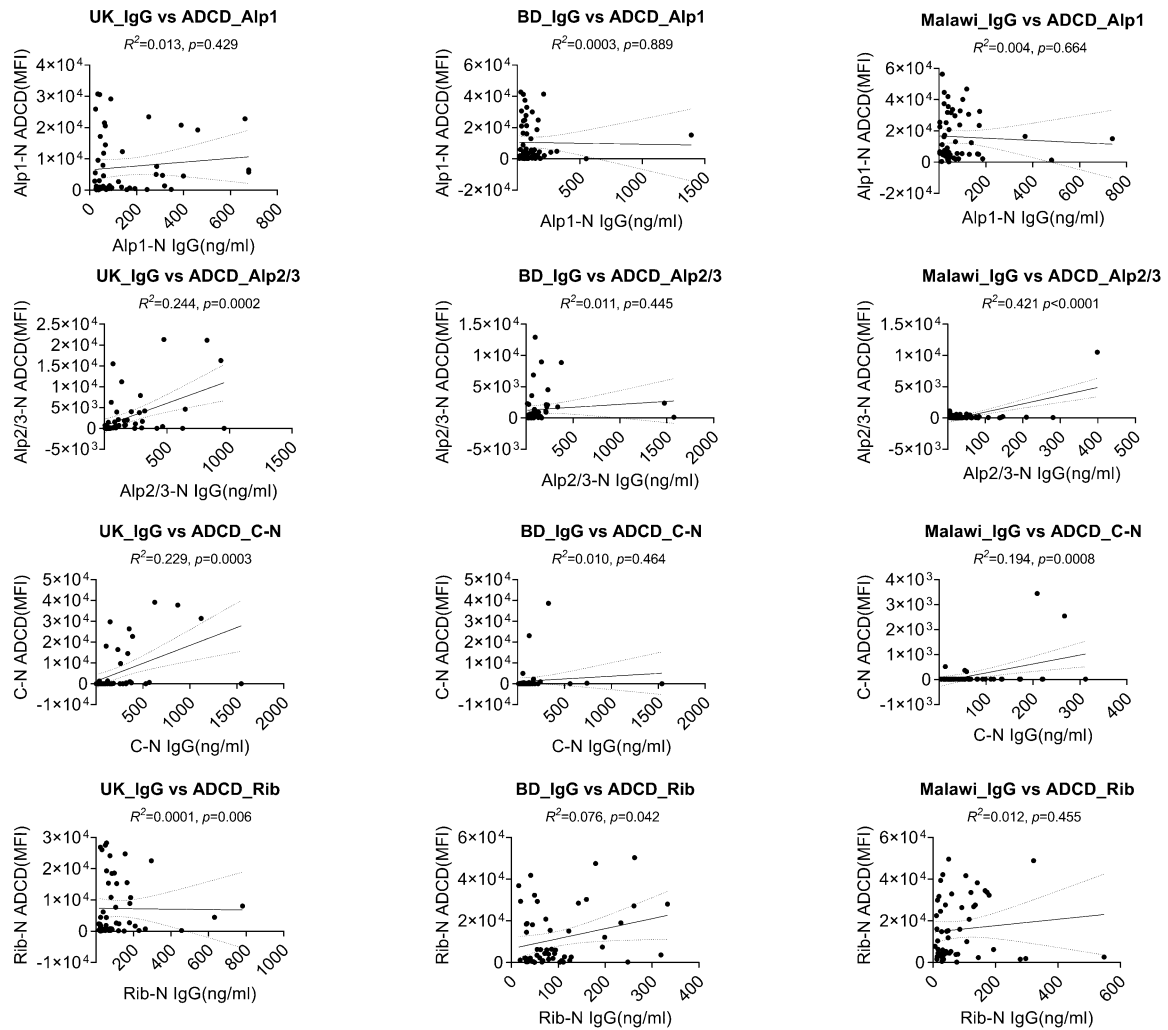 UK_IgG vs ADCD_Alp1
R²=0.013, p=0.429
Alp1-N ADCD(MFI)
4×10⁴
3×10⁴
2×10⁴
1×10⁴
0
0 200 400 600 800
Alp1-N IgG(ng/ml)
BD_IgG vs ADCD_Alp1
R²=0.0003, p=0.889
Alp1-N ADCD(MFI)
6×10⁴
4×10⁴
2×10⁴
0
-2×10⁴
500 1000 1500
Alp1-N IgG(ng/ml)
Malawi_IgG vs ADCD_Alp1
R²=0.004, p=0.664
Alp1-N ADCD(MFI)
6×10⁴
4×10⁴
2×10⁴
0
-2×10⁴
200 400 600 800
Alp1-N IgG(ng/ml)
UK_IgG vs ADCD_Alp2/3
R²=0.244, p=0.0002
Alp2/3-N ADCD(MFI)
2.5×10⁴
2×10⁴
1.5×10⁴
1×10⁴
5×10³
0
-5×10³
500 1000 1500
Alp2/3-N IgG(ng/ml)
BD_IgG vs ADCD_Alp2/3
R²=0.011, p=0.445
Alp2/3-N ADCD(MFI)
1.5×10⁴
1×10⁴
5×10³
0
-5×10³
500 1000 1500 2000
Alp2/3-N IgG(ng/ml)
Malawi_IgG vs ADCD_Alp2/3
R²=0.421 p<0.0001
Alp2/3-N ADCD(MFI)
1.5×10⁴
1×10⁴
5×10³
0
-5×10³
100 200 300 400 500
Alp2/3-N IgG(ng/ml)
UK_IgG vs ADCD_C-N
R²=0.229, p=0.0003
C-N ADCD(MFI)
5×10⁴
4×10⁴
3×10⁴
2×10⁴
1×10⁴
0
-1×10⁴
500 1000 1500 2000
C-N IgG(ng/ml)
BD_IgG vs ADCD_C-N
R²=0.010, p=0.464
C-N ADCD(MFI)
5×10⁴
4×10⁴
3×10⁴
2×10⁴
1×10⁴
0
-1×10⁴
500 1000 1500 2000
C-N IgG(ng/ml)
Malawi_IgG vs ADCD_C-N
R²=0.194, p=0.0008
C-N ADCD(MFI)
4×10³
3×10³
2×10³
1×10³
0
-1×10³
100 200 300 400
C-N IgG(ng/ml)
UK_IgG vs ADCD_Rib
R²=0.0001, p=0.006
Rib-N ADCD(MFI)
3×10⁴
2×10⁴
1×10⁴
0
-1×10⁴
200 400 600 800 1000
Rib-N IgG(ng/ml)
BD_IgG vs ADCD_Rib
R²=0.076, p=0.042
Rib-N ADCD(MFI)
6×10⁴
4×10⁴
2×10⁴
0
0 100 200 300 400
Rib-N IgG(ng/ml)
Malawi_IgG vs ADCD_Rib
R²=0.012, p=0.455
Rib-N ADCD(MFI)
6×10⁴
4×10⁴
2×10⁴
0
0 200 400 600
Rib-N IgG(ng/ml)